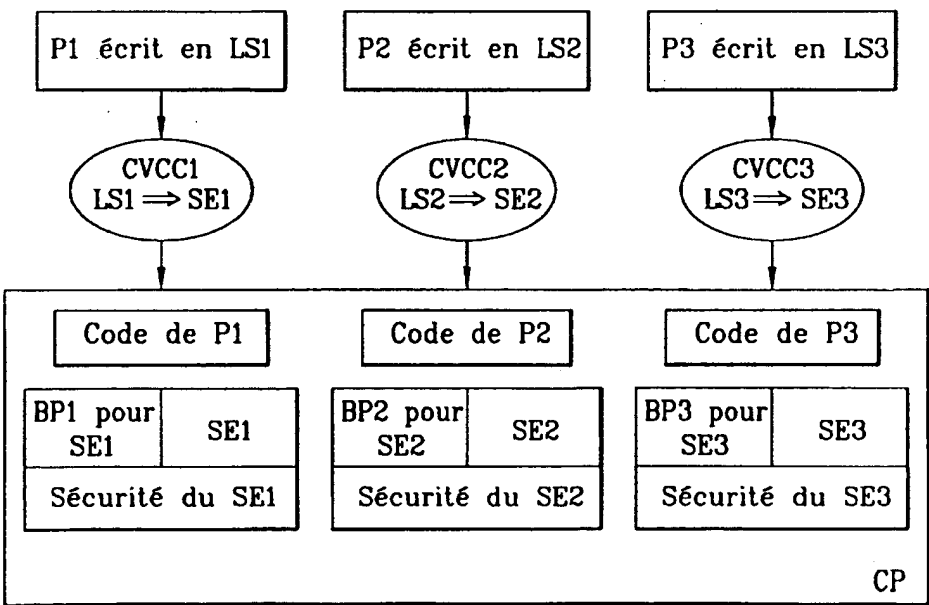 P1 écrit en LS1
P2 écrit en LS2
P3 écrit en LS3
CVCC1
LS1 ⟹ SE1
CVCC2
LS2 ⟹ SE2
CVCC3
LS3 ⟹ SE3
Code de P1
Code de P2
Code de P3
BP1 pour
SE1
SE1
BP2 pour
SE2
SE2
BP3 pour
SE3
SE3
Sécurité du SE1
Sécurité du SE2
Sécurité du SE3
CP